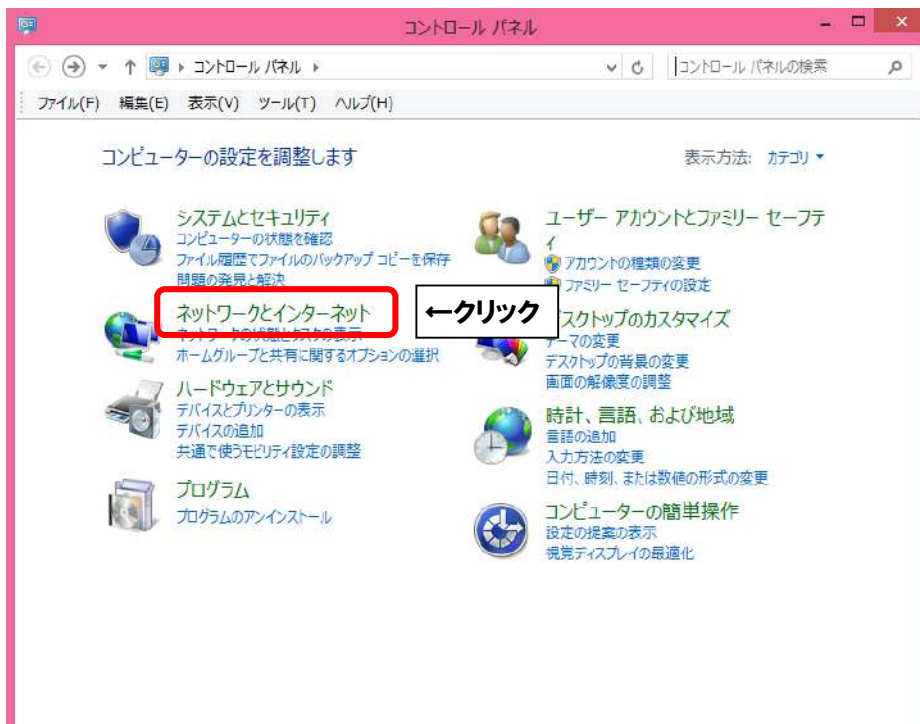 コントロール パネル
コントロール パネル
コントロール パネルの検索
ファイル(F) 編集(E) 表示(V) ツール(T) ヘルプ(H)
コンピューターの設定を調整します
表示方法: カテゴリ
システムとセキュリティ
コンピューターの状態を確認
ファイル履歴でファイルのバックアップ コピーを保存
問題の発見と解決
ネットワークとインターネット
ネットワークの状態とタスクの表示
ホームグループと共有に関するオプションの選択
←クリック
ハードウェアとサウンド
デバイスとプリンターの表示
デバイスの追加
共通で使うモビリティ設定の調整
プログラム
プログラムのアンインストール
ユーザー アカウントとファミリー セーフテ
ィ
アカウントの種類の変更
ファミリー セーフティの設定
スクトップのカスタマイズ
テーマの変更
デスクトップの背景の変更
画面の解像度の調整
時計、言語、および地域
言語の追加
入力方法の変更
日付、時刻、または数値の形式の変更
コンピューターの簡単操作
設定の提案の表示
視覚ディスプレイの最適化